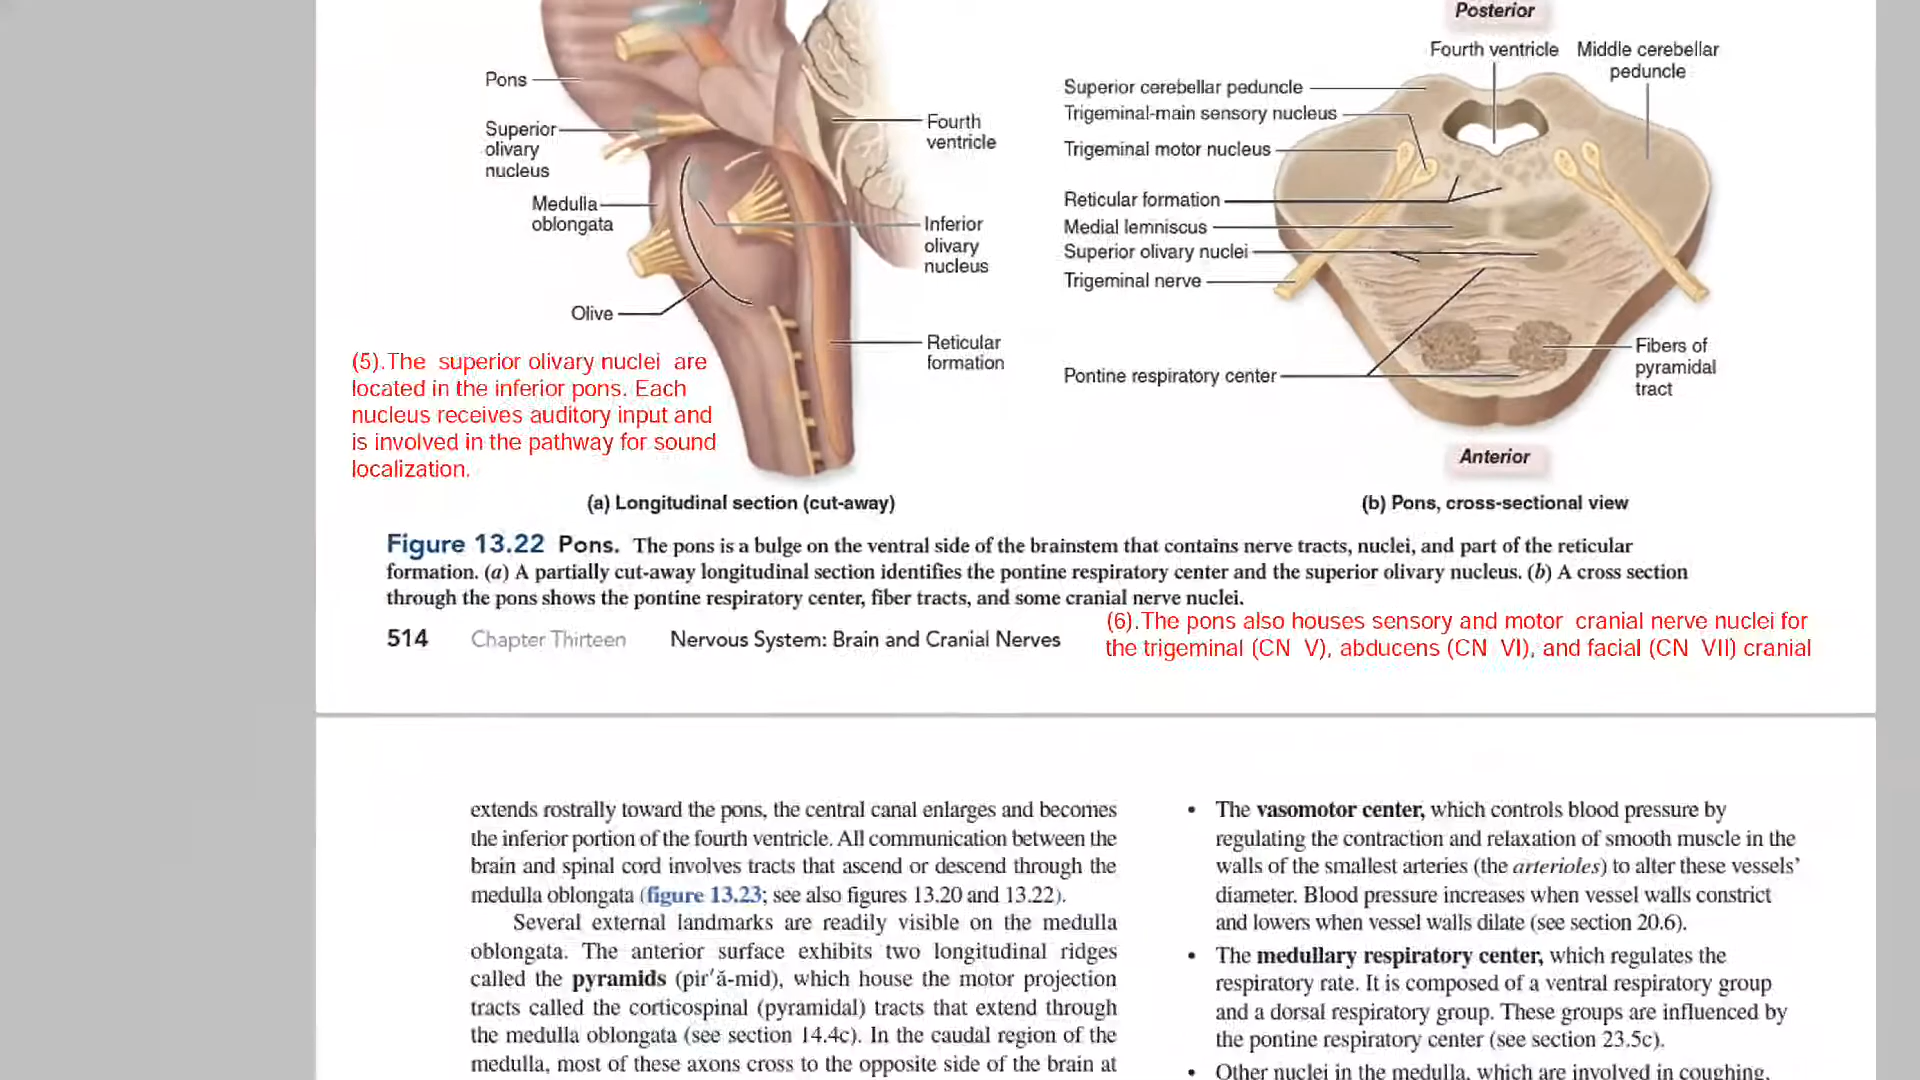 Pons
Superior
olivary
nucleus
Medulla
oblongata
Olive
Fourth
ventricle
Inferior
olivary
nucleus
Reticular
formation
(5).The superior olivary nuclei are
located in the inferior pons. Each
nucleus receives auditory input and
is involved in the pathway for sound
localization.
(a) Longitudinal section (cut-away)
Posterior
Fourth ventricle
Middle cerebellar
peduncle
Superior cerebellar peduncle
Trigeminal-main sensory nucleus
Trigeminal motor nucleus
Reticular formation
Medial lemniscus
Superior olivary nuclei
Trigeminal nerve
Pontine respiratory center
Fibers of
pyramidal
tract
Anterior
(b) Pons, cross-sectional view
Figure 13.22 Pons. The pons is a bulge on the ventral side of the brainstem that contains nerve tracts, nuclei, and part of the reticular
formation. (a) A partially cut-away longitudinal section identifies the pontine respiratory center and the superior olivary nucleus. (b) A cross section
through the pons shows the pontine respiratory center, fiber tracts, and some cranial nerve nuclei.
514 Chapter Thirteen Nervous System: Brain and Cranial Nerves
(6).The pons also houses sensory and motor cranial nerve nuclei for
the trigeminal (CN V), abducens (CN VI), and facial (CN VII) cranial
extends rostrally toward the pons, the central canal enlarges and becomes
the inferior portion of the fourth ventricle. All communication between the
brain and spinal cord involves tracts that ascend or descend through the
medulla oblongata (figure 13.23; see also figures 13.20 and 13.22).
Several external landmarks are readily visible on the medulla
oblongata. The anterior surface exhibits two longitudinal ridges
called the pyramids (pir′ă-mid), which house the motor projection
tracts called the corticospinal (pyramidal) tracts that extend through
the medulla oblongata (see section 14.4c). In the caudal region of the
medulla, most of these axons cross to the opposite side of the brain at
• The vasomotor center, which controls blood pressure by
regulating the contraction and relaxation of smooth muscle in the
walls of the smallest arteries (the arterioles) to alter these vessels’
diameter. Blood pressure increases when vessel walls constrict
and lowers when vessel walls dilate (see section 20.6).
• The medullary respiratory center, which regulates the
respiratory rate. It is composed of a ventral respiratory group
and a dorsal respiratory group. These groups are influenced by
the pontine respiratory center (see section 23.5c).
• Other nuclei in the medulla, which are involved in coughing,